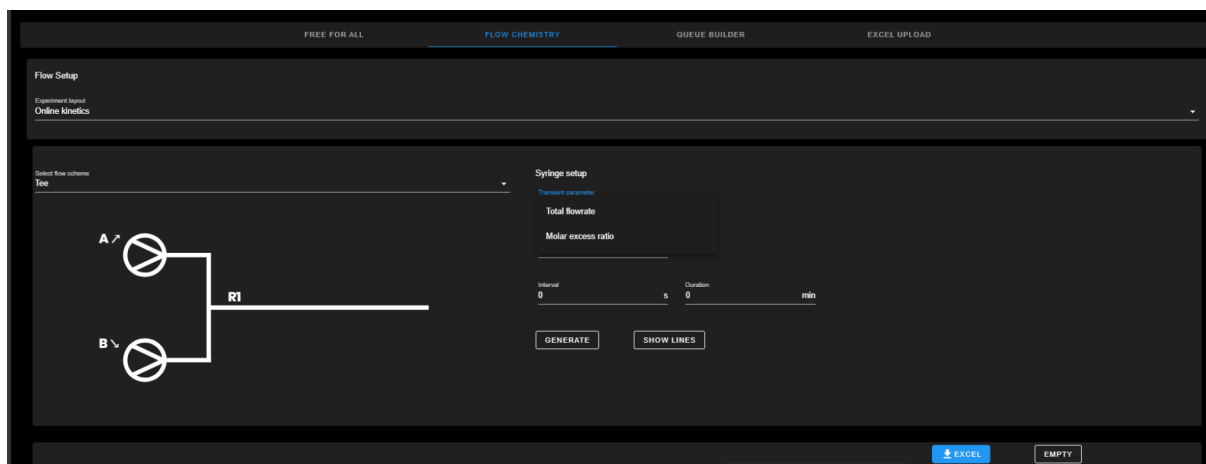 FREE FOR ALL FLOW CHEMISTRY QUEUE BUILDER EXCEL UPLOAD
Flow Setup
Experiment layout
Online kinetics
Select flow scheme
Tee
A ↗
R1
B ↘
Syringe setup
Transient parameter
Total flowrate
Molar excess ratio
Interval
0 s
Duration
0 min
GENERATE SHOW LINES
EXCEL EMPTY